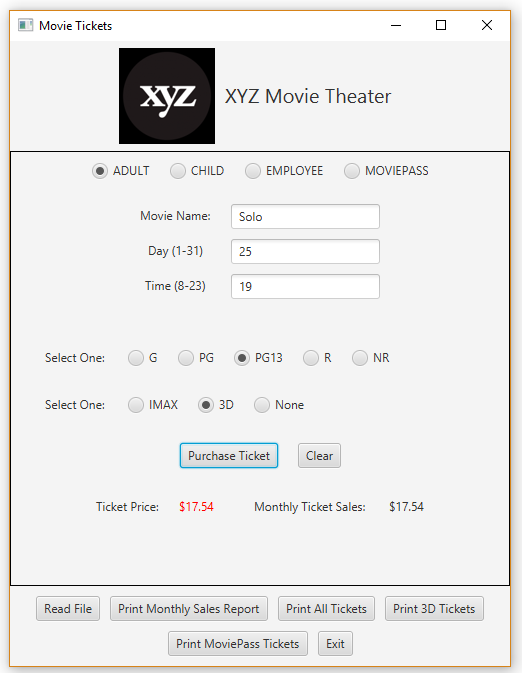 Movie Tickets
xyz XYZ Movie Theater
ADULT CHILD EMPLOYEE MOVIEPASS
Movie Name: Solo
Day (1-31) 25
Time (8-23) 19
Select One: G PG PG13 R NR
Select One: IMAX 3D None
Purchase Ticket Clear
Ticket Price: $17.54 Monthly Ticket Sales: $17.54
Read File Print Monthly Sales Report Print All Tickets Print 3D Tickets
Print MoviePass Tickets Exit